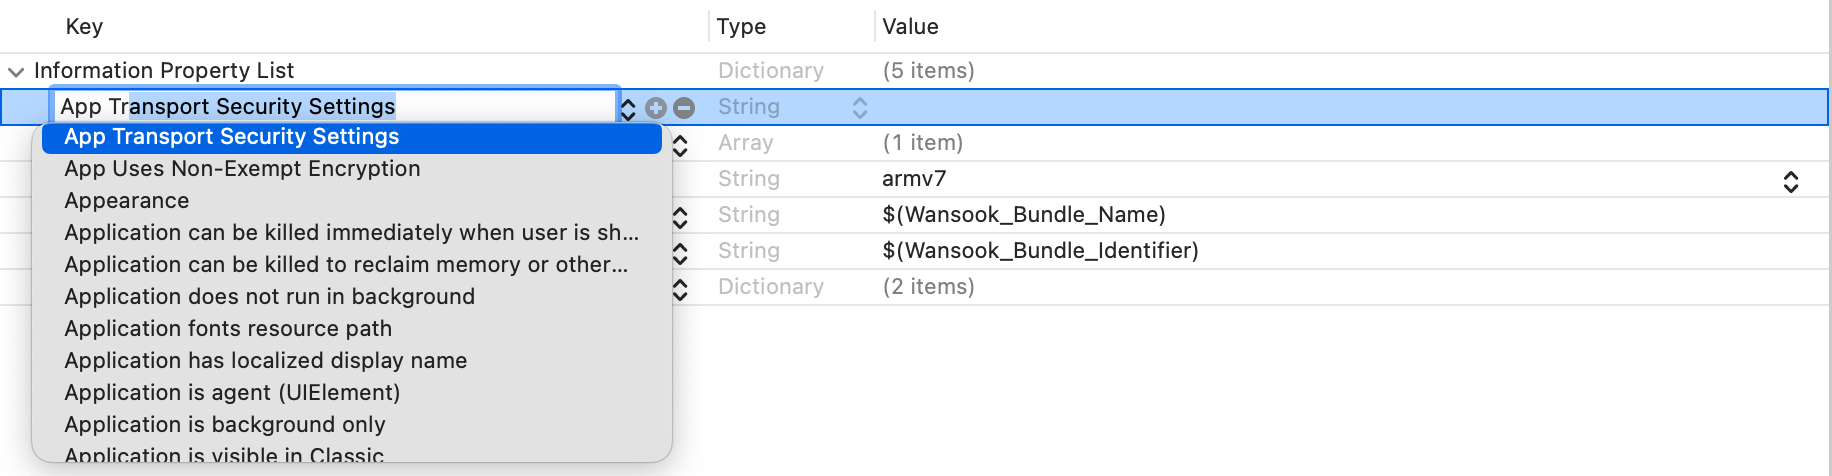 Key Type Value
Information Property List Dictionary (5 items)
App Transport Security Settings String
App Transport Security Settings
Array (1 item)
App Uses Non-Exempt Encryption
String armv7
Appearance
String $(Wansook_Bundle_Name)
Application can be killed immediately when user is sh...
String $(Wansook_Bundle_Identifier)
Application can be killed to reclaim memory or other...
Dictionary (2 items)
Application does not run in background
Application fonts resource path
Application has localized display name
Application is agent (UIElement)
Application is background only
Application is visible in Classic